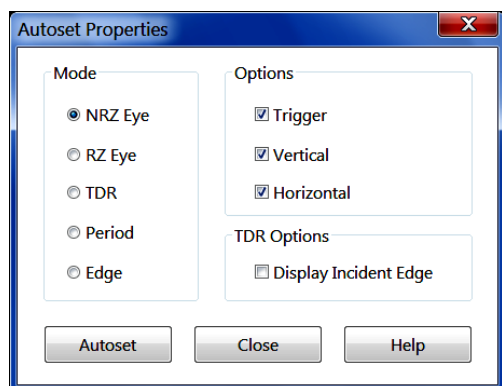 Autoset Properties
Mode
NRZ Eye
RZ Eye
TDR
Period
Edge
Options
Trigger
Vertical
Horizontal
TDR Options
Display Incident Edge
Autoset
Close
Help